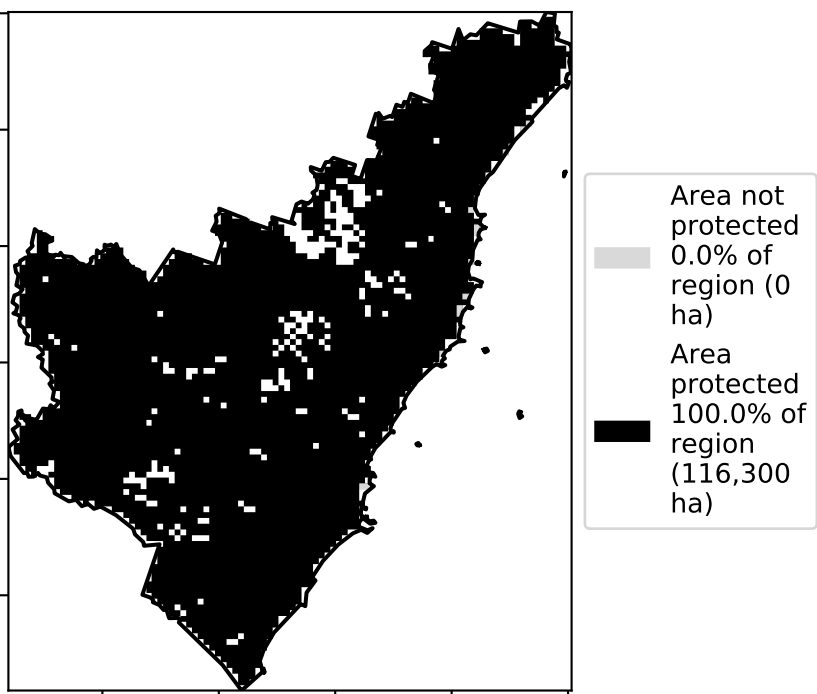 Area not
protected
0.0% of
region (0
ha)
Area
protected
100.0% of
region
(116,300
ha)